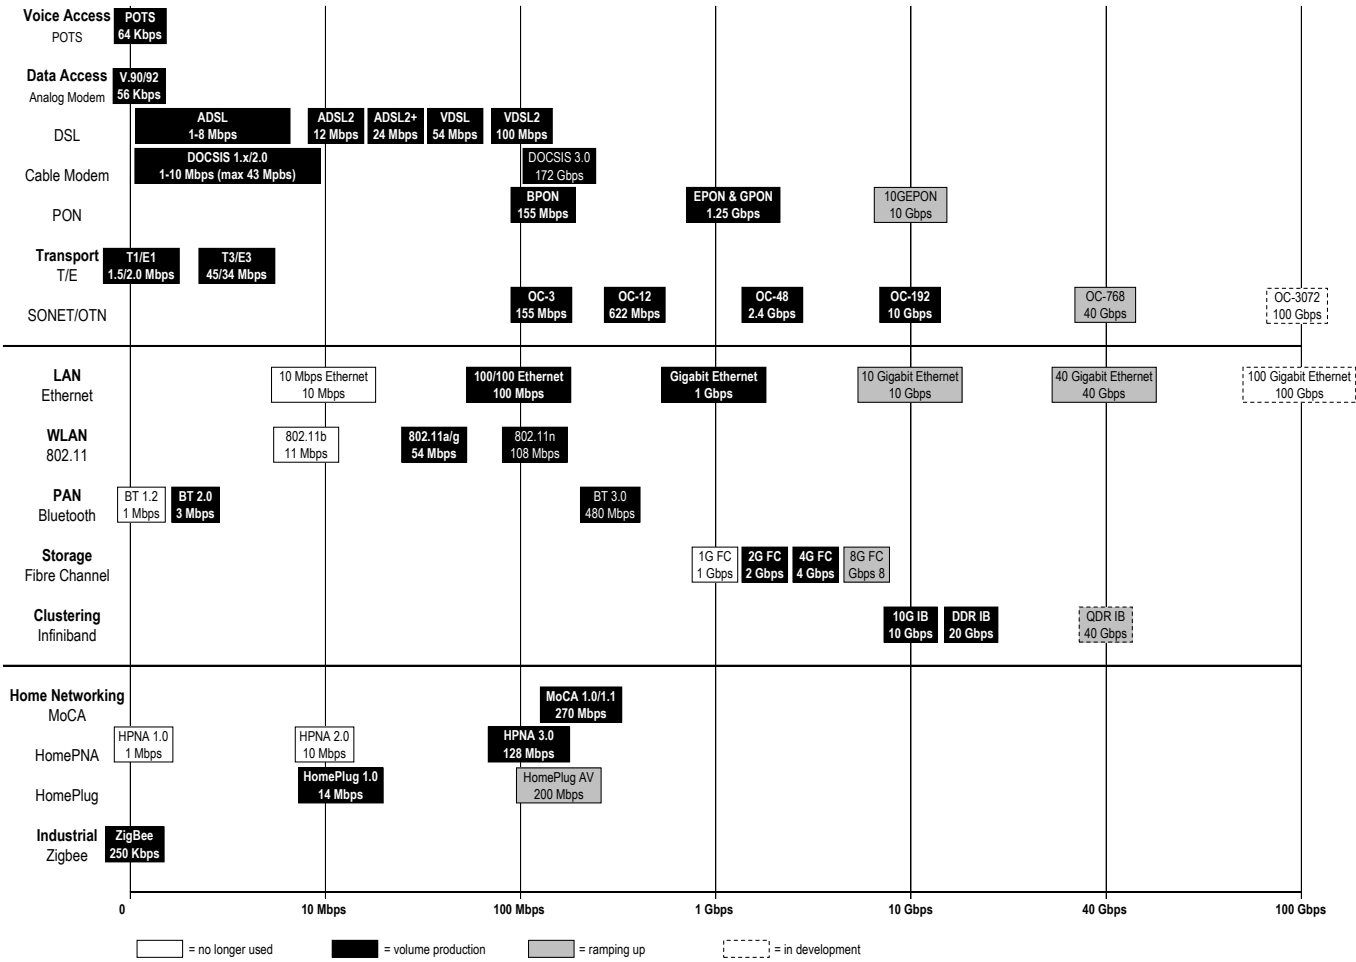 Voice Access
POTS
POTS
64 Kbps
Data Access
Analog Modem
V.90/92
56 Kbps
DSL
ADSL
1-8 Mbps
ADSL2
12 Mbps
ADSL2+
24 Mbps
VDSL
54 Mbps
VDSL2
100 Mbps
Cable Modem
DOCSIS 1.x/2.0
1-10 Mbps (max 43 Mpbs)
DOCSIS 3.0
172 Gbps
PON
BPON
155 Mbps
EPON & GPON
1.25 Gbps
10GEPON
10 Gbps
Transport
T/E
T1/E1
1.5/2.0 Mbps
T3/E3
45/34 Mbps
SONET/OTN
OC-3
155 Mbps
OC-12
622 Mbps
OC-48
2.4 Gbps
OC-192
10 Gbps
OC-768
40 Gbps
OC-3072
100 Gbps
LAN
Ethernet
10 Mbps Ethernet
10 Mbps
100/100 Ethernet
100 Mbps
Gigabit Ethernet
1 Gbps
10 Gigabit Ethernet
10 Gbps
40 Gigabit Ethernet
40 Gbps
100 Gigabit Ethernet
100 Gbps
WLAN
802.11
802.11b
11 Mbps
802.11a/g
54 Mbps
802.11n
108 Mbps
PAN
Bluetooth
BT 1.2
1 Mbps
BT 2.0
3 Mbps
BT 3.0
480 Mbps
Storage
Fibre Channel
1G FC
1 Gbps
2G FC
2 Gbps
4G FC
4 Gbps
8G FC
Gbps 8
Clustering
Infiniband
10G IB
10 Gbps
DDR IB
20 Gbps
QDR IB
40 Gbps
Home Networking
MoCA
MoCA 1.0/1.1
270 Mbps
HomePNA
HPNA 1.0
1 Mbps
HPNA 2.0
10 Mbps
HPNA 3.0
128 Mbps
HomePlug
HomePlug 1.0
14 Mbps
HomePlug AV
200 Mbps
Industrial
Zigbee
ZigBee
250 Kbps
0
10 Mbps
100 Mbps
1 Gbps
10 Gbps
40 Gbps
100 Gbps
= no longer used
= volume production
= ramping up
= in development